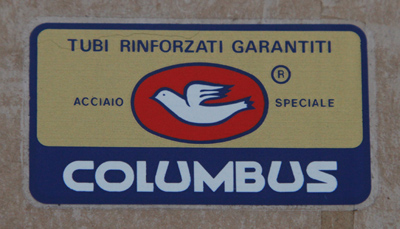 TUBI RINFORZATI GARANTITI
®
ACCIAIO SPECIALE
COLUMBUS